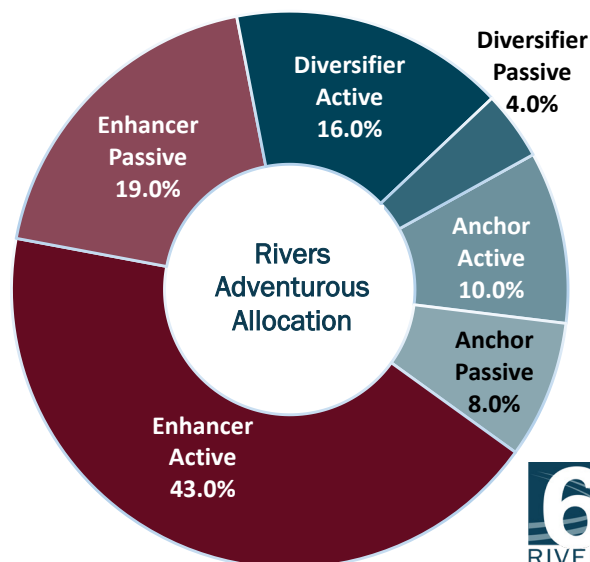 Diversifier
Passive
4.0%
Diversifier
Active
16.0%
Enhancer
Passive
19.0%
Anchor
Active
10.0%
Rivers
Adventurous
Allocation
Anchor
Passive
8.0%
Enhancer
Active
43.0%
6
RIVE